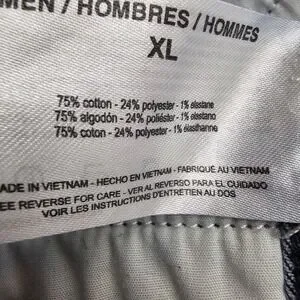 MEN / HOMBRES / HOMMES
XL
75% cotton - 24% polyester - 1% elastane
75% algodón - 24% poliéster - 1% elastano
75% coton - 24% polyester - 1% élasthanne
ADE IN VIETNAM - HECHO EN VIETNAM - FABRIQUÉ AU VIETNAM
EE REVERSE FOR CARE - VER AL REVERSO PARA EL CUIDADO
VOIR LES INSTRUCTIONS D'ENTRETIEN AU DOS